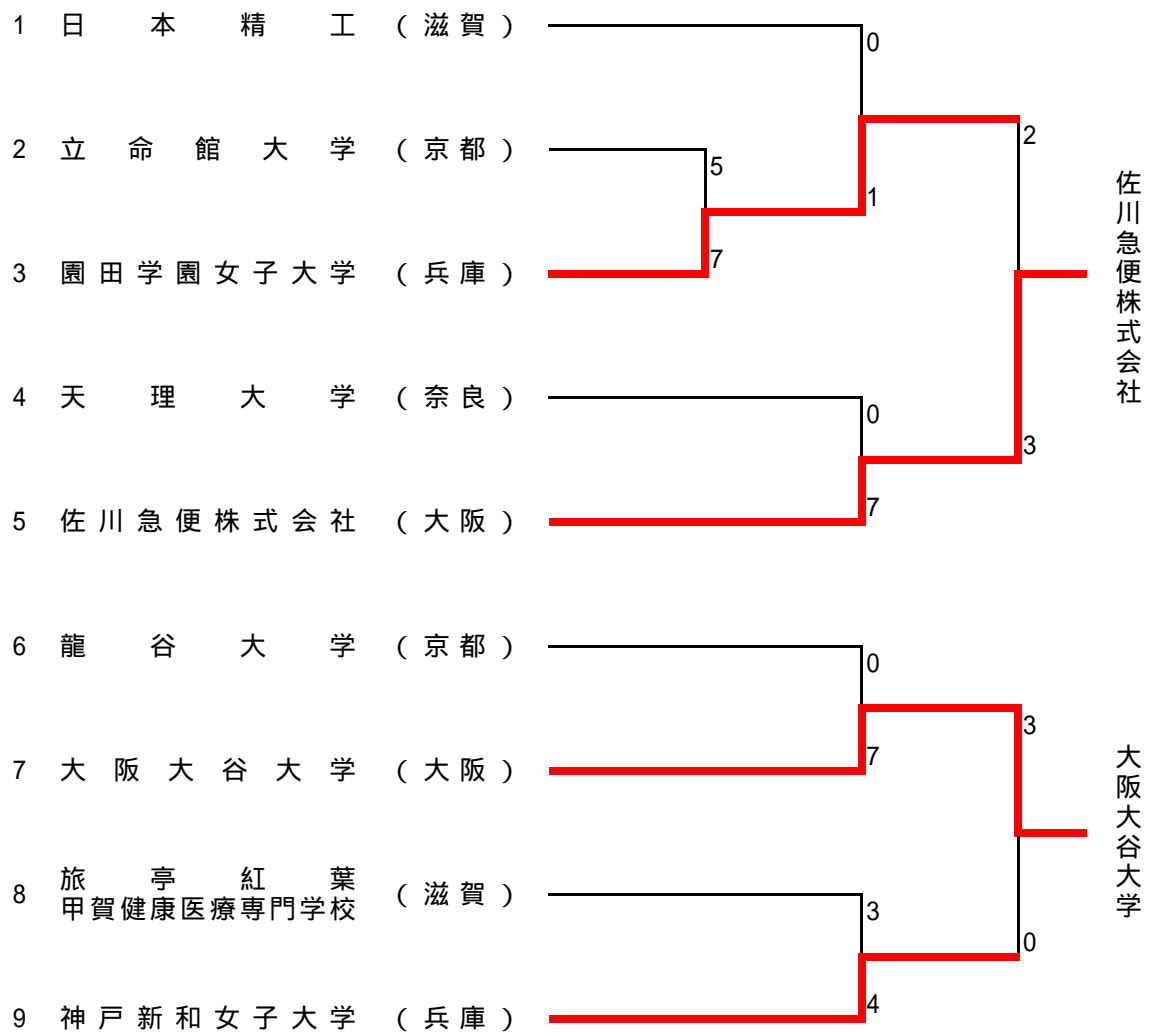 1 日本精工 (滋賀)
0
2
2 立命館大学 (京都)
5
1
3 園田学園女子大学 (兵庫)
7
佐川急便株式会社
4 天理大学 (奈良)
0
3
5 佐川急便株式会社 (大阪)
7
6 龍谷大学 (京都)
0
3
7 大阪大谷大学 (大阪)
7
大阪大谷大学
8 旅亭紅葉
甲賀健康医療専門学校 (滋賀)
3
0
9 神戸新和女子大学 (兵庫)
4